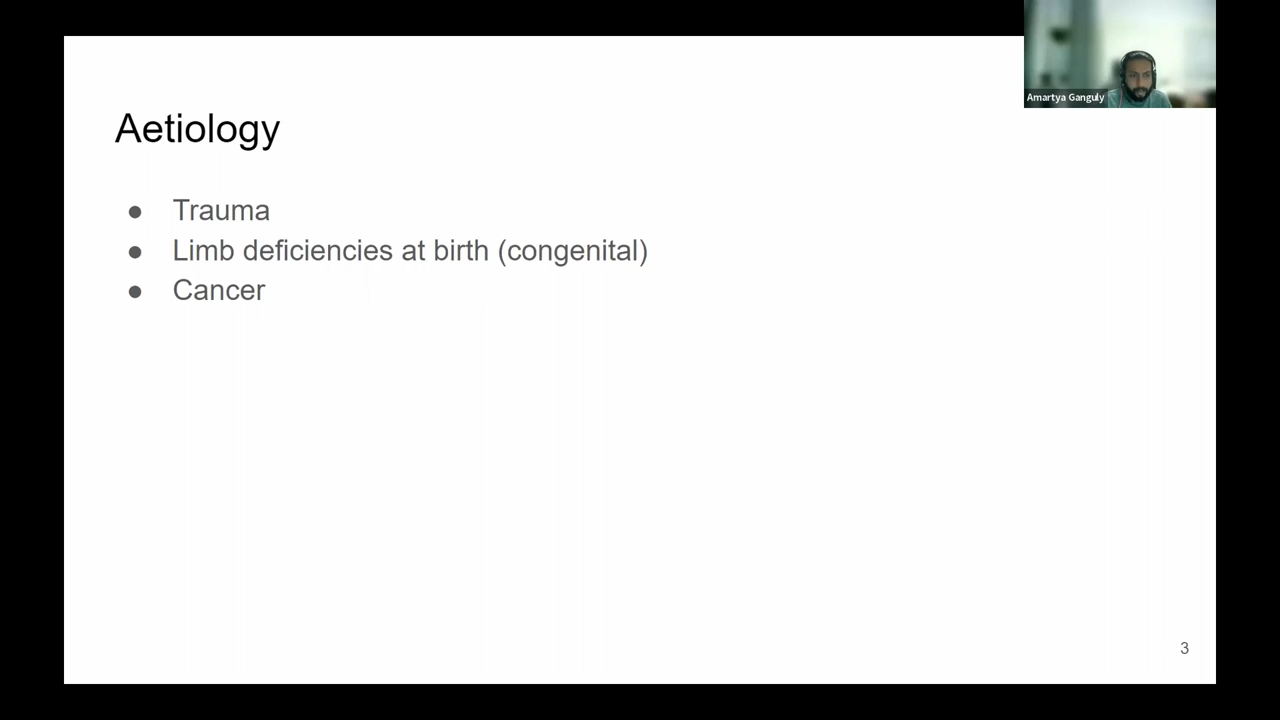 Amartya Ganguly
Aetiology
● Trauma
● Limb deficiencies at birth (congenital)
● Cancer
3